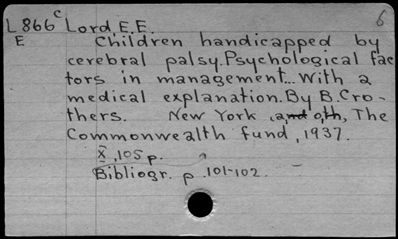 6
L866c Lord, E.E.
E Children handicapped by
cerebral palsy. Psychological fac
tors in management... With a
medical explanation. By B. Cro-
thers. New York, The
Commonwealth fund, 1937.
x, 105 p.
Bibliogr. p. 101-102.